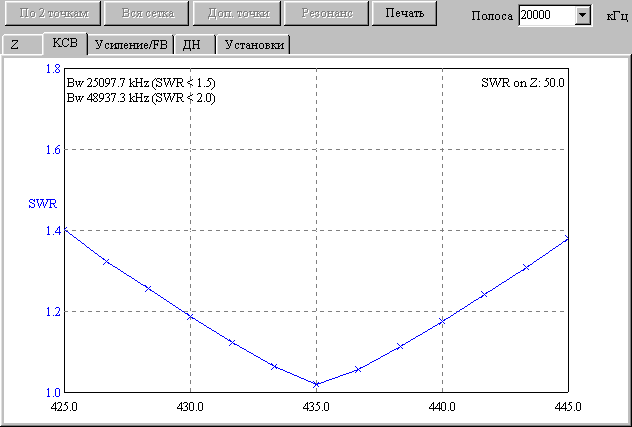 По 2 точкам Вся сетка Доп. точки Резонанс Печать Полоса 20000 кГц
Z КСВ Усиление/FB ДН Установки
1.8
Bw 25097.7 kHz (SWR < 1.5) SWR on Z: 50.0
Bw 48937.3 kHz (SWR < 2.0)
1.6
SWR
1.4
1.2
1.0
425.0 430.0 435.0 440.0 445.0